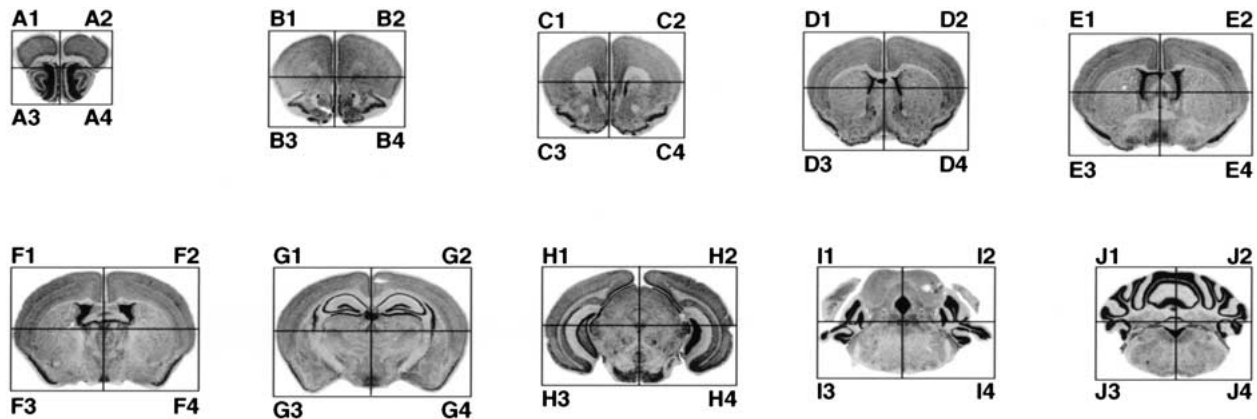 A1 A2 B1 B2 C1 C2 D1 D2 E1 E2
A3 A4 B3 B4 C3 C4 D3 D4 E3 E4
F1 F2 G1 G2 H1 H2 I1 I2 J1 J2
F3 F4 G3 G4 H3 H4 I3 I4 J3 J4